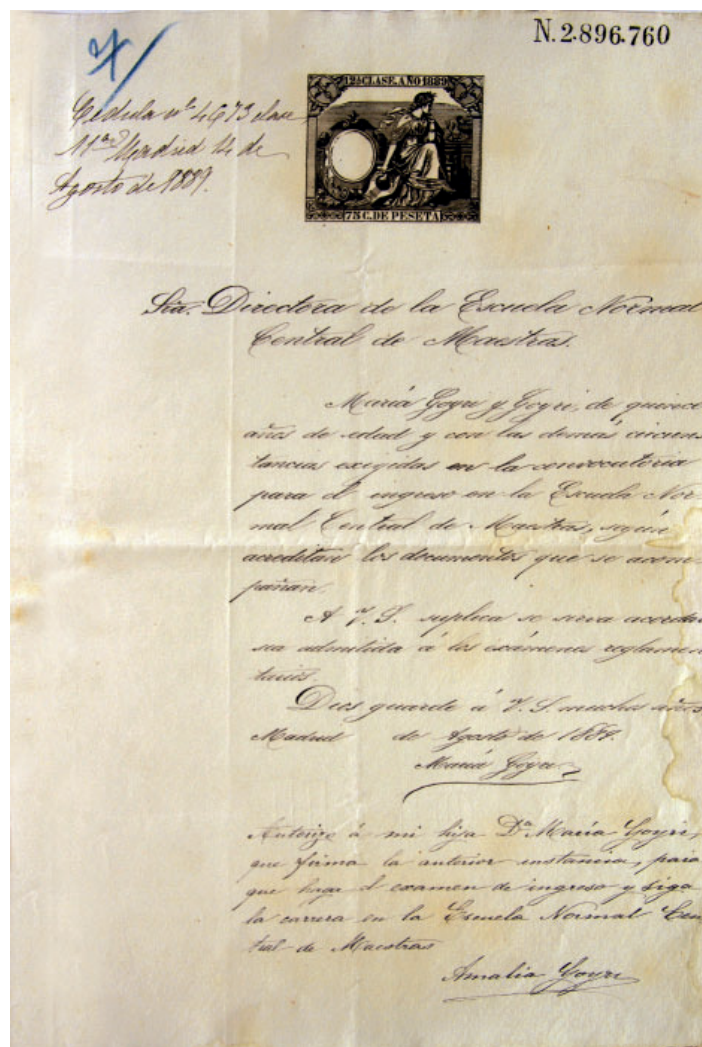 N. 2.896.760
12ª CLASE. AÑO 1889
75 C. DE PESETA
Cédula nº 4673 clase
11ª Madrid 14 de
Agosto de 1889.
Sra. Directora de la Escuela Normal
Central de Maestras.
María Goyri y Goyri, de quince
años de edad y con las demás circuns
tancias exigidas en la convocatoria
para el ingreso en la Escuela Nor
mal Central de Maestras, según
acreditan los documentos que se acom
pañan.
A V. S. suplica se sirva acordar
sea admitida á los exámenes reglamen
tarios.
Dios guarde á V. S. muchos años
Madrid de Agosto de 1889.
María Goyri
Autorizo á mi hija Dª María Goyri,
que firma la anterior instancia, para
que haga el examen de ingreso y siga
la carrera en la Escuela Normal Cen
tral de Maestras
Amalia Goyri